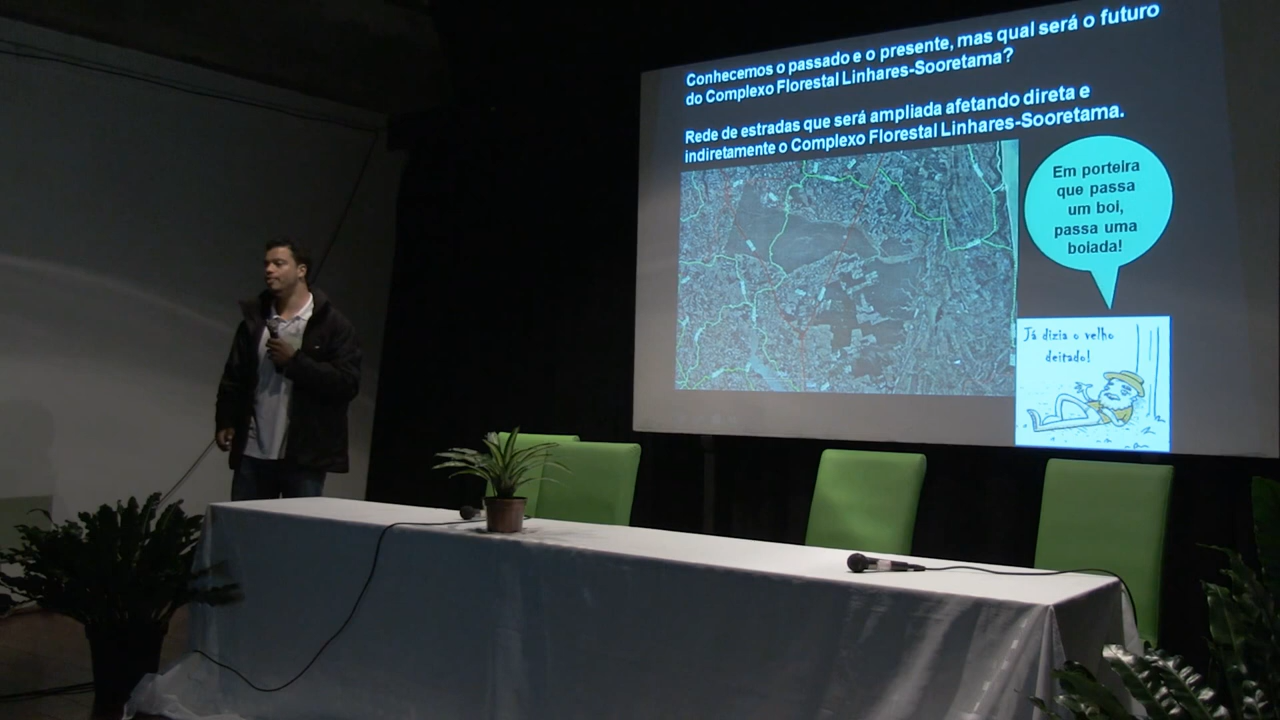 Conhecemos o passado e o presente, mas qual será o futuro
do Complexo Florestal Linhares-Sooretama?
Rede de estradas que será ampliada afetando direta e
indiretamente o Complexo Florestal Linhares-Sooretama.
Em porteira
que passa
um boi,
passa uma
boiada!
Já dizia o velho
deitado!